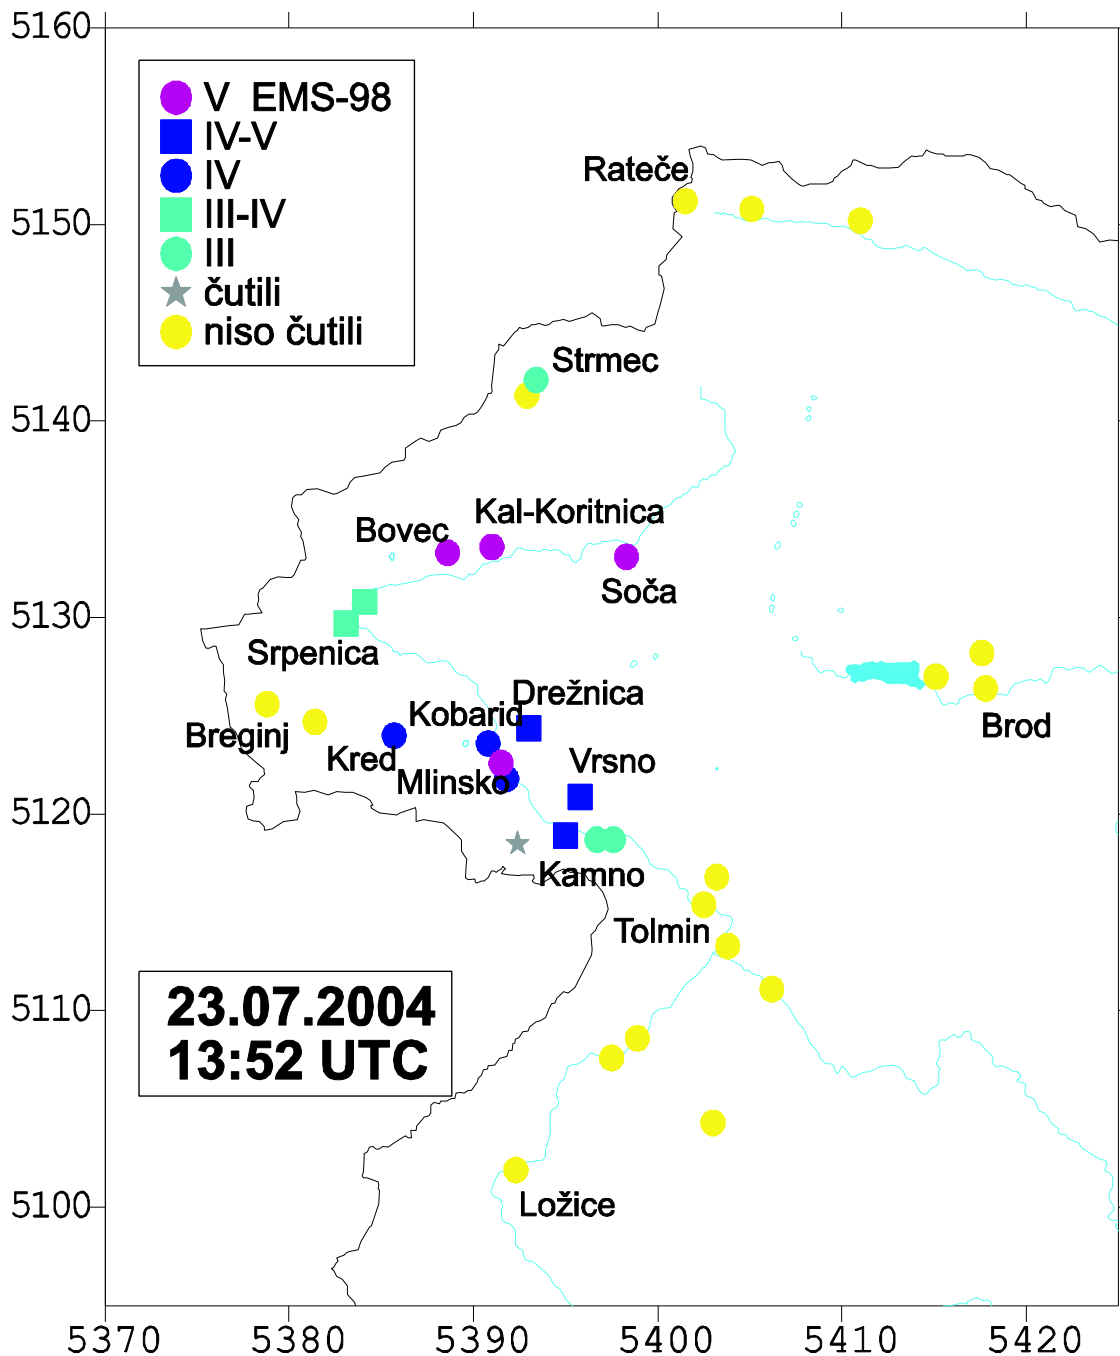 5160
V EMS-98
IV-V
IV
III-IV
III
čutili
niso čutili
Rateče
5150
Strmec
5140
Kal-Koritnica
Bovec
Soča
5130
Srpenica
Drežnica
Kobarid
Breginj
Brod
Kred
Vrsno
Mlinsko
5120
Kamno
Tolmin
23.07.2004
5110
13:52 UTC
5100
Ložice
5370 5380 5390 5400 5410 5420